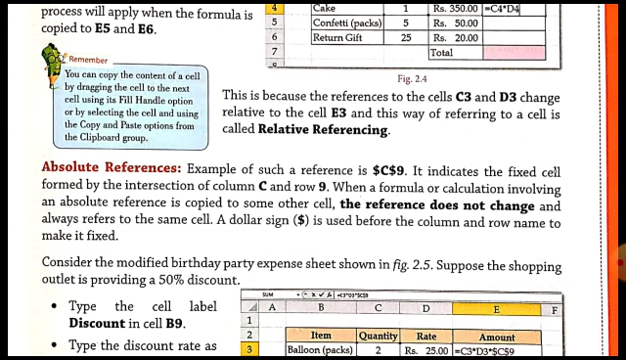 process will apply when the formula is
copied to E5 and E6.
4 Cake 1 Rs. 350.00 =C4*D4
5 Confetti (packs) 5 Rs. 50.00
6 Return Gift 25 Rs. 20.00
7 Total
Fig. 2.4
Remember
You can copy the content of a cell
by dragging the cell to the next
cell using its Fill Handle option
or by selecting the cell and using
the Copy and Paste options from
the Clipboard group.
This is because the references to the cells C3 and D3 change
relative to the cell E3 and this way of referring to a cell is
called Relative Referencing.
Absolute References: Example of such a reference is $C$9. It indicates the fixed cell
formed by the intersection of column C and row 9. When a formula or calculation involving
an absolute reference is copied to some other cell, the reference does not change and
always refers to the same cell. A dollar sign ($) is used before the column and row name to
make it fixed.
Consider the modified birthday party expense sheet shown in fig. 2.5. Suppose the shopping
outlet is providing a 50% discount.
• Type the cell label
Discount in cell B9.
• Type the discount rate as
SUM =C3*D3*$C$9
A B C D E F
1
2 Item Quantity Rate Amount
3 Balloon (packs) 2 Rs. 25.00 =C3*D3*$C$9